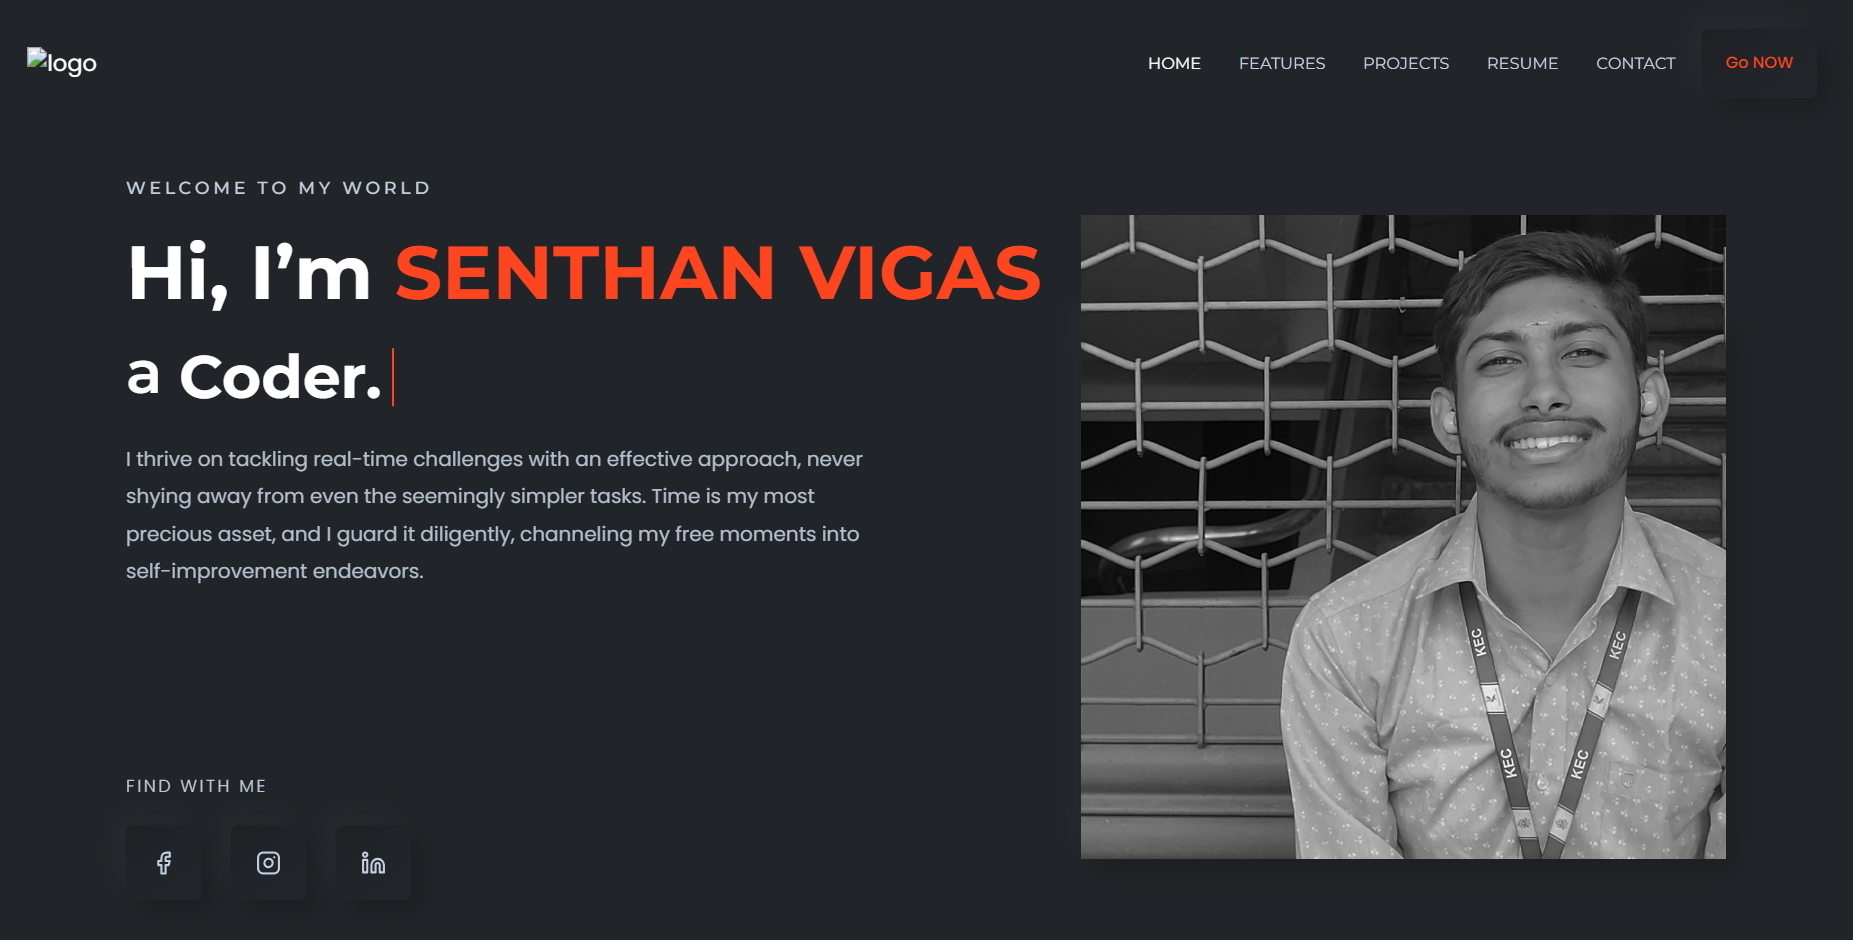 logo
HOME FEATURES PROJECTS RESUME CONTACT Go NOW
WELCOME TO MY WORLD
Hi, I’m SENTHAN VIGAS
a Coder.
I thrive on tackling real-time challenges with an effective approach, never
shying away from even the seemingly simpler tasks. Time is my most
precious asset, and I guard it diligently, channeling my free moments into
self-improvement endeavors.
FIND WITH ME
KEC
KEC
KEC
KEC